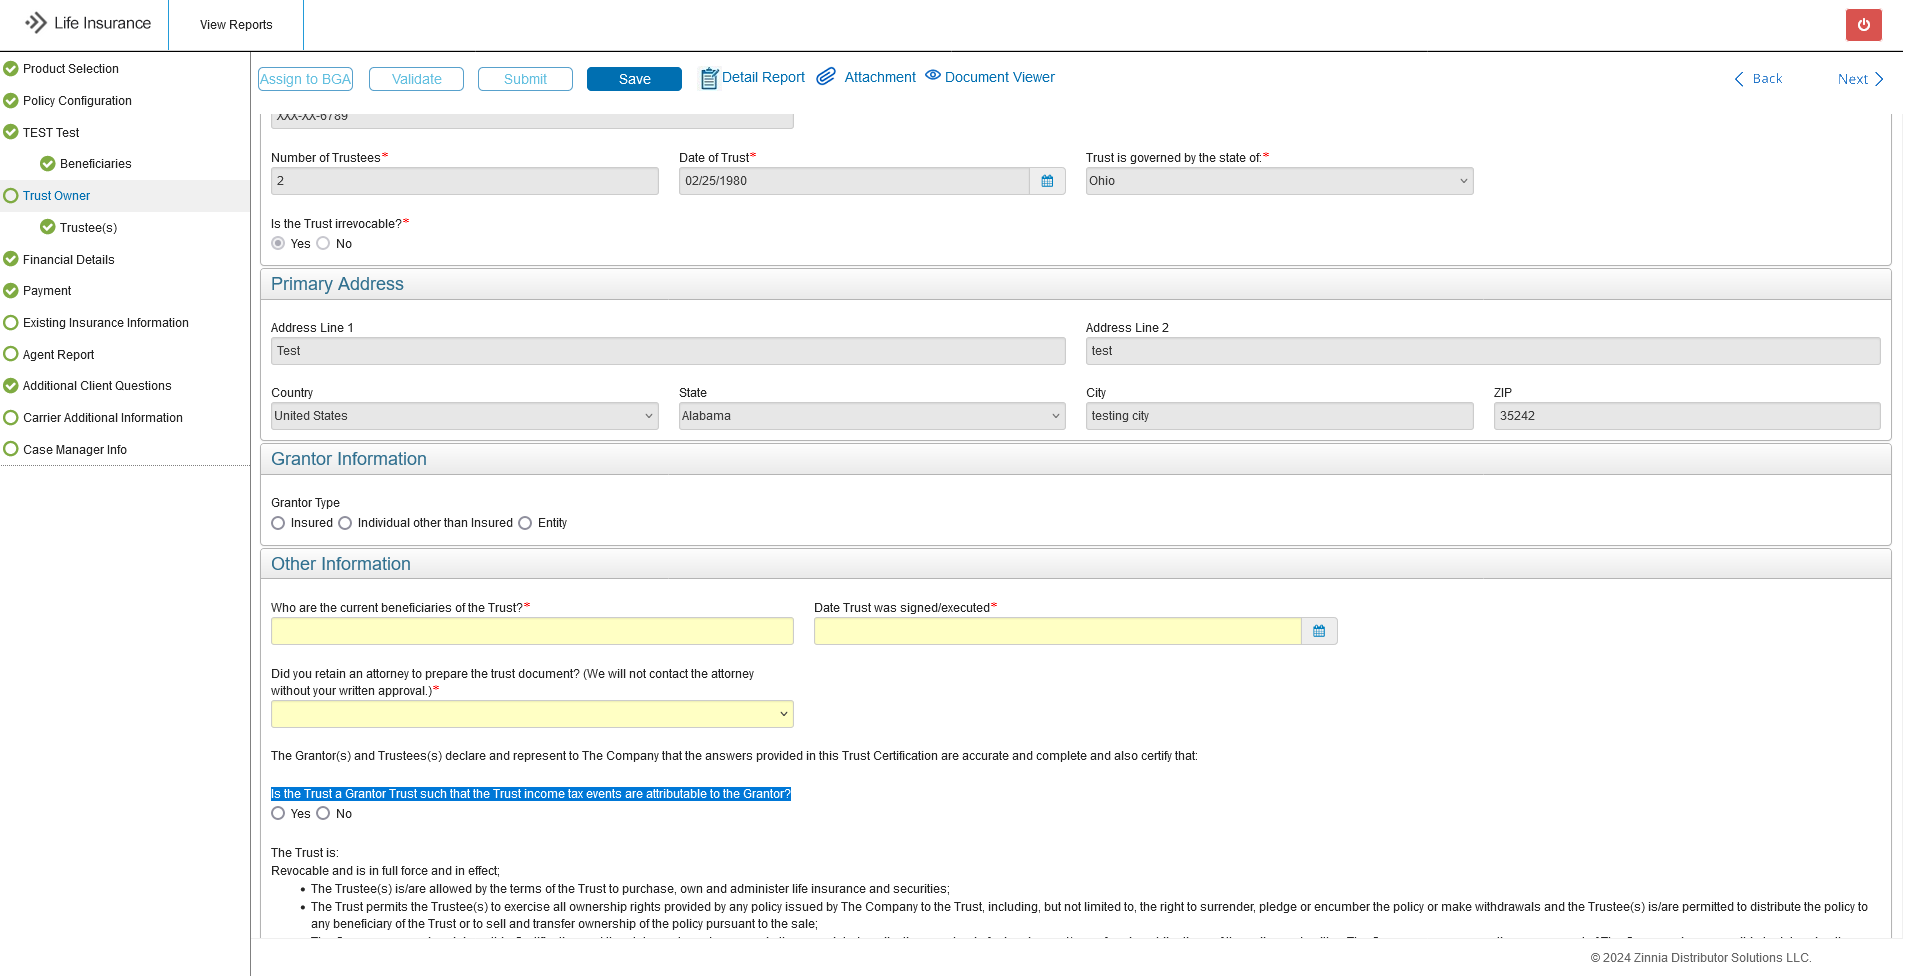 Life Insurance
View Reports
Product Selection
Policy Configuration
TEST Test
Beneficiaries
Trust Owner
Trustee(s)
Financial Details
Payment
Existing Insurance Information
Agent Report
Additional Client Questions
Carrier Additional Information
Case Manager Info
Assign to BGA Validate Submit Save Detail Report Attachment Document Viewer Back Next
XXX-XX-6789
Number of Trustees* Date of Trust* Trust is governed by the state of:*
2 02/25/1980 Ohio
Is the Trust irrevocable?*
Yes No
Primary Address
Address Line 1 Address Line 2
Test test
Country State City ZIP
United States Alabama testing city 35242
Grantor Information
Grantor Type
Insured Individual other than Insured Entity
Other Information
Who are the current beneficiaries of the Trust?* Date Trust was signed/executed*
Did you retain an attorney to prepare the trust document? (We will not contact the attorney
without your written approval.)*
The Grantor(s) and Trustees(s) declare and represent to The Company that the answers provided in this Trust Certification are accurate and complete and also certify that:
Is the Trust a Grantor Trust such that the Trust income tax events are attributable to the Grantor?
Yes No
The Trust is:
Revocable and is in full force and in effect;
• The Trustee(s) is/are allowed by the terms of the Trust to purchase, own and administer life insurance and securities;
• The Trust permits the Trustee(s) to exercise all ownership rights provided by any policy issued by The Company to the Trust, including, but not limited to, the right to surrender, pledge or encumber the policy or make withdrawals and the Trustee(s) is/are permitted to distribute the policy to
any beneficiary of the Trust or to sell and transfer ownership of the policy pursuant to the sale;
© 2024 Zinnia Distributor Solutions LLC.